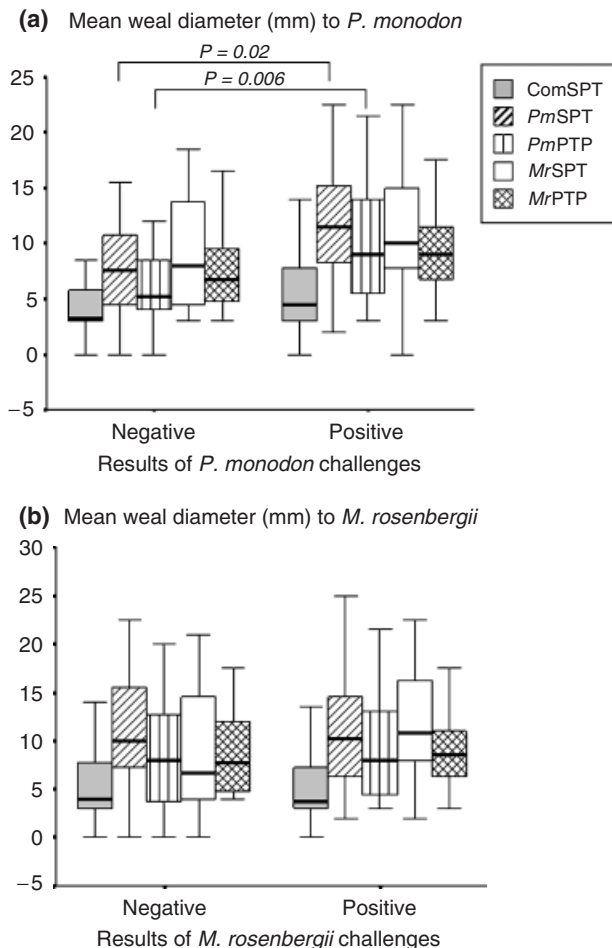 (a) Mean weal diameter (mm) to P. monodon
P = 0.02
P = 0.006
25
20
15
10
5
0
−5
Negative
Positive
Results of P. monodon challenges
ComSPT
PmSPT
PmPTP
MrSPT
MrPTP
(b) Mean weal diameter (mm) to M. rosenbergii
30
25
20
15
10
5
0
−5
Negative
Positive
Results of M. rosenbergii challenges